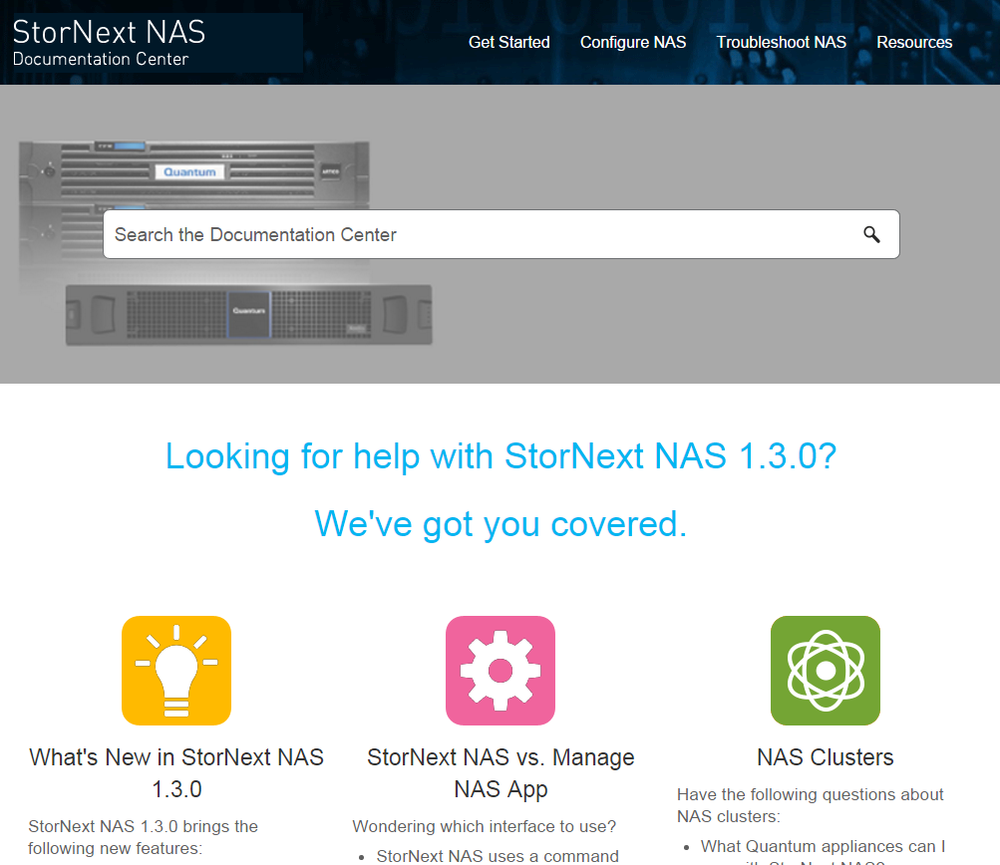 StorNext NAS
Documentation Center
Get Started Configure NAS Troubleshoot NAS Resources
Quantum
Search the Documentation Center
Quantum
Looking for help with StorNext NAS 1.3.0?
We've got you covered.
What's New in StorNext NAS
1.3.0
StorNext NAS 1.3.0 brings the
following new features:
StorNext NAS vs. Manage
NAS App
Wondering which interface to use?
• StorNext NAS uses a command
NAS Clusters
Have the following questions about
NAS clusters:
• What Quantum appliances can I